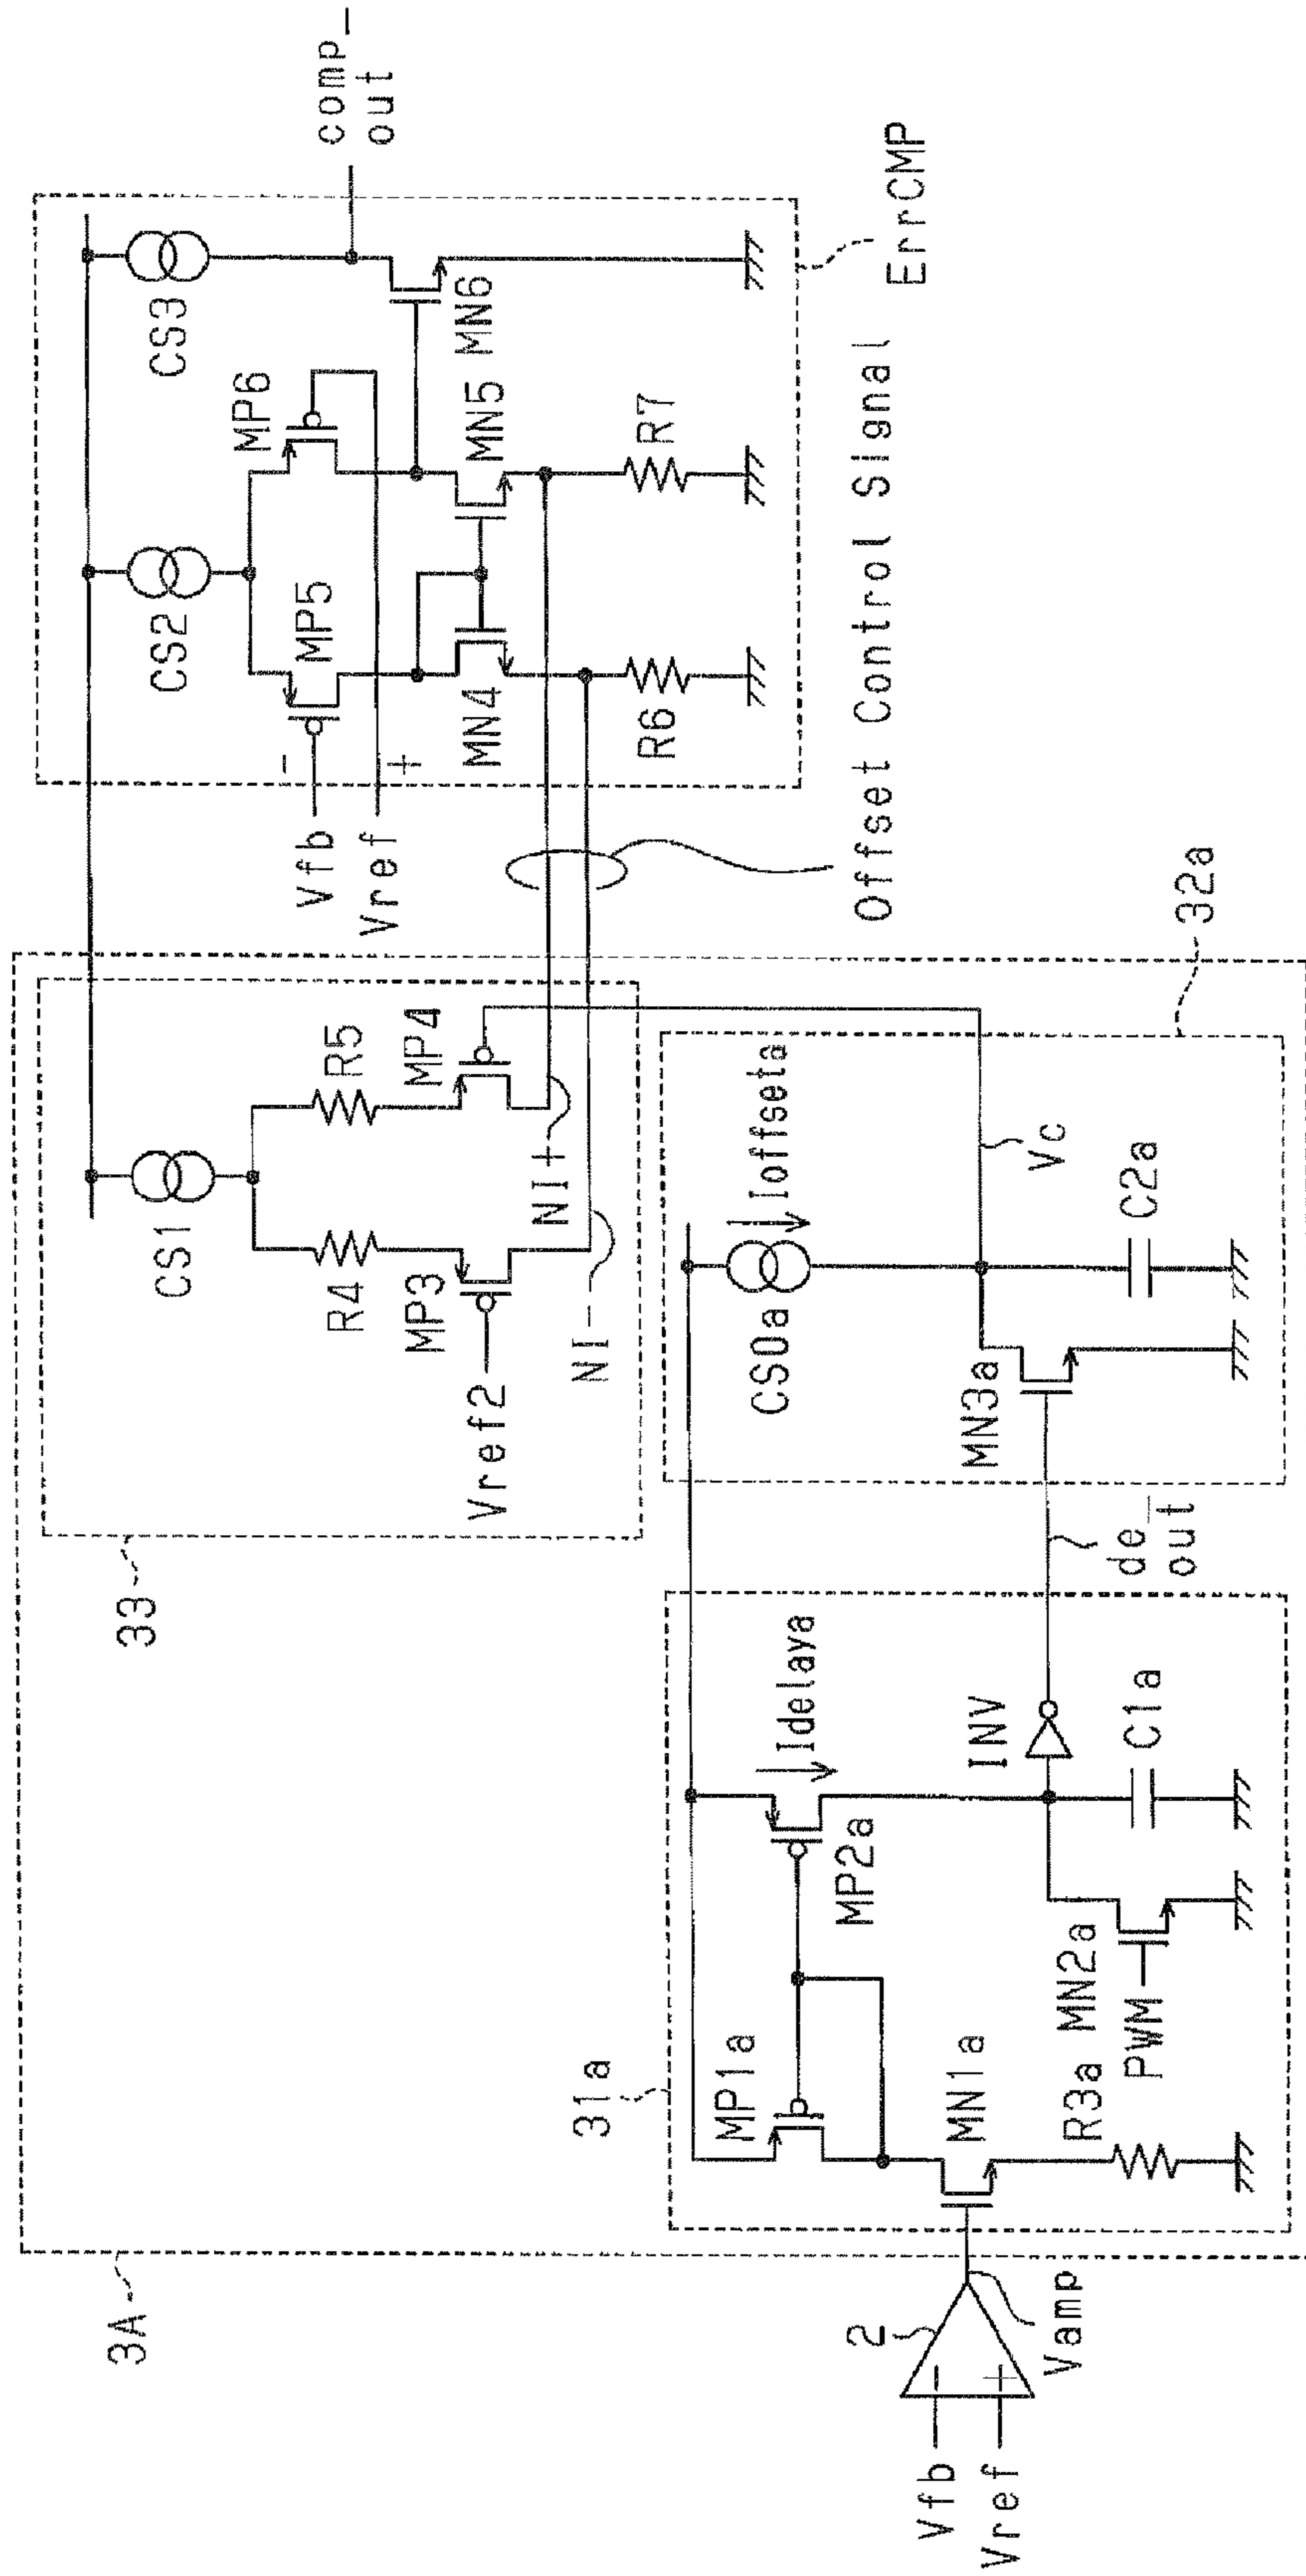 3A
33
CS1
R4
R5
MP3
MP4
Vref2
NI+
NI-
CS2
CS3
MP5
MP6
Vfb
-
Vref
+
MN4
MN5
MN6
R6
R7
comp_
out
ErrCMP
Offset Control Signal
2
Vfb
-
Vref
+
Vamp
31a
MP1a
MP2a
Idelaya
MN1a
R3a
MN2a
PWM
INV
C1a
de_
out
32a
CS0a
Ioffseta
MN3a
Vc
C2a